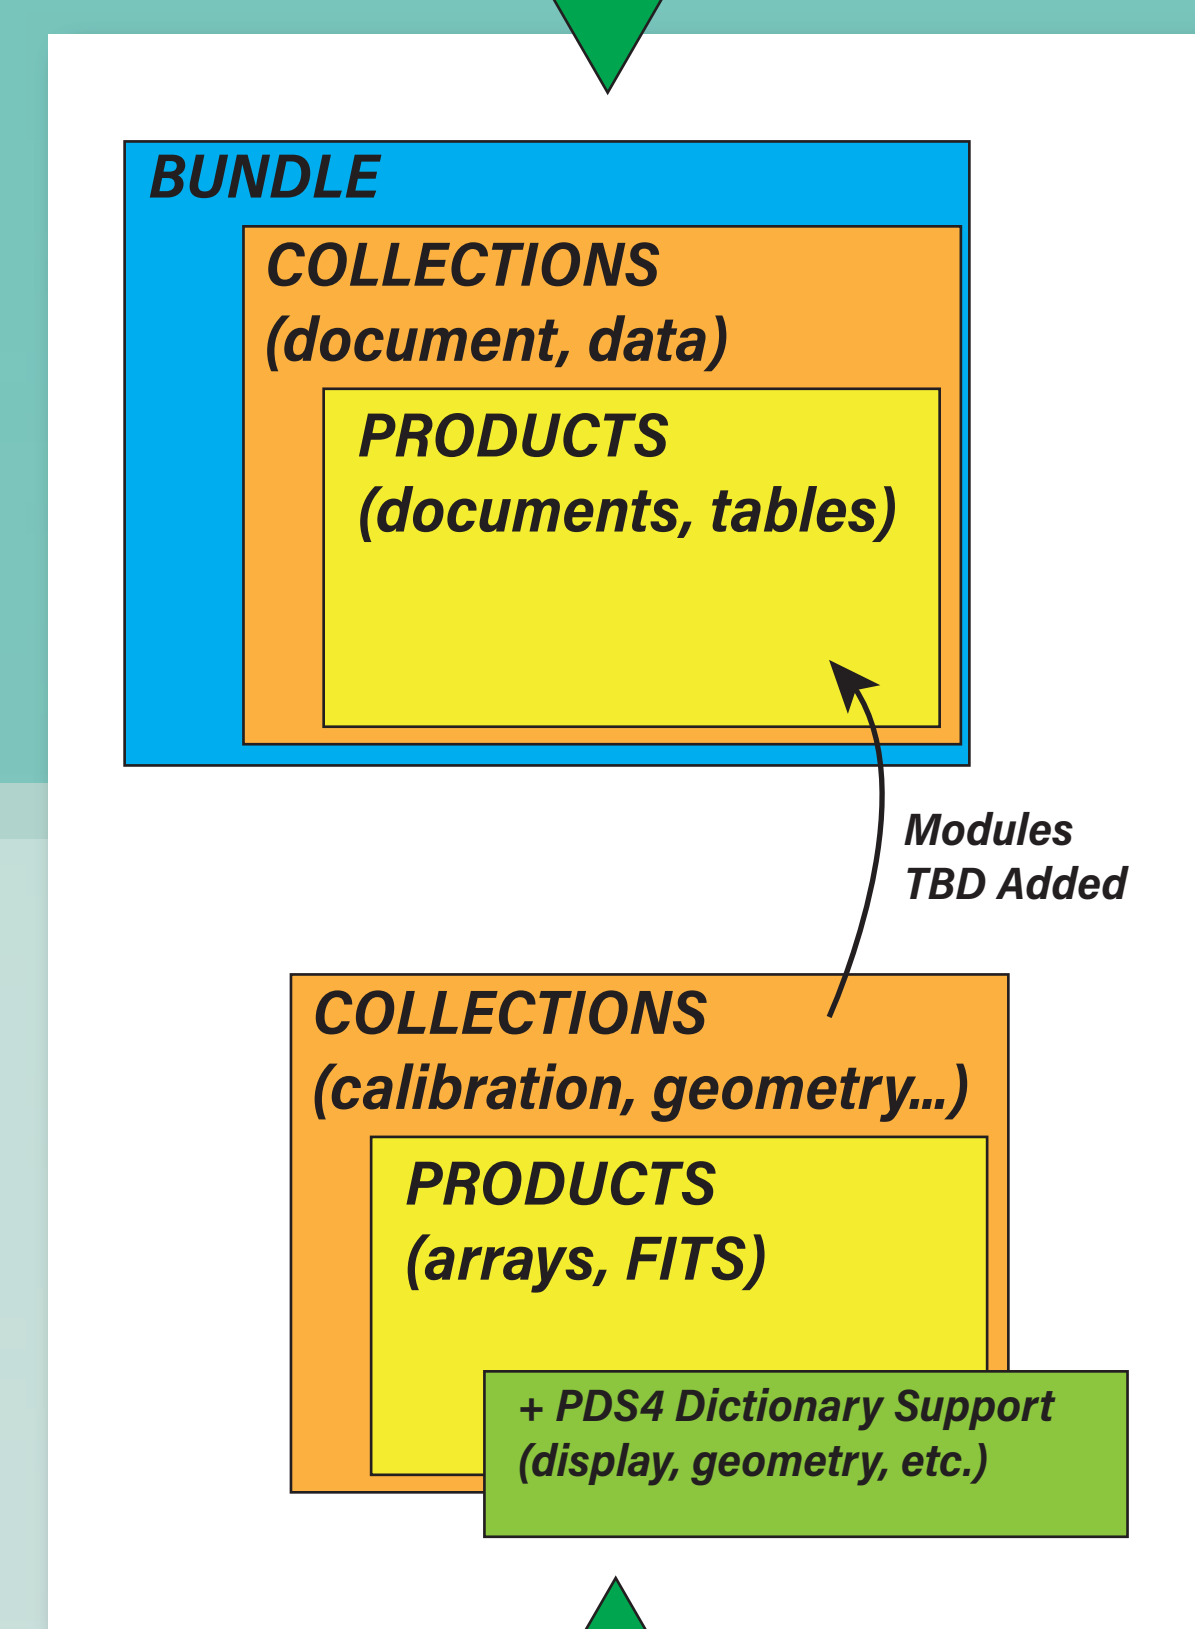 BUNDLE
COLLECTIONS
(document, data)
PRODUCTS
(documents, tables)
Modules
TBD Added
COLLECTIONS
(calibration, geometry...)
PRODUCTS
(arrays, FITS)
+ PDS4 Dictionary Support
(display, geometry, etc.)